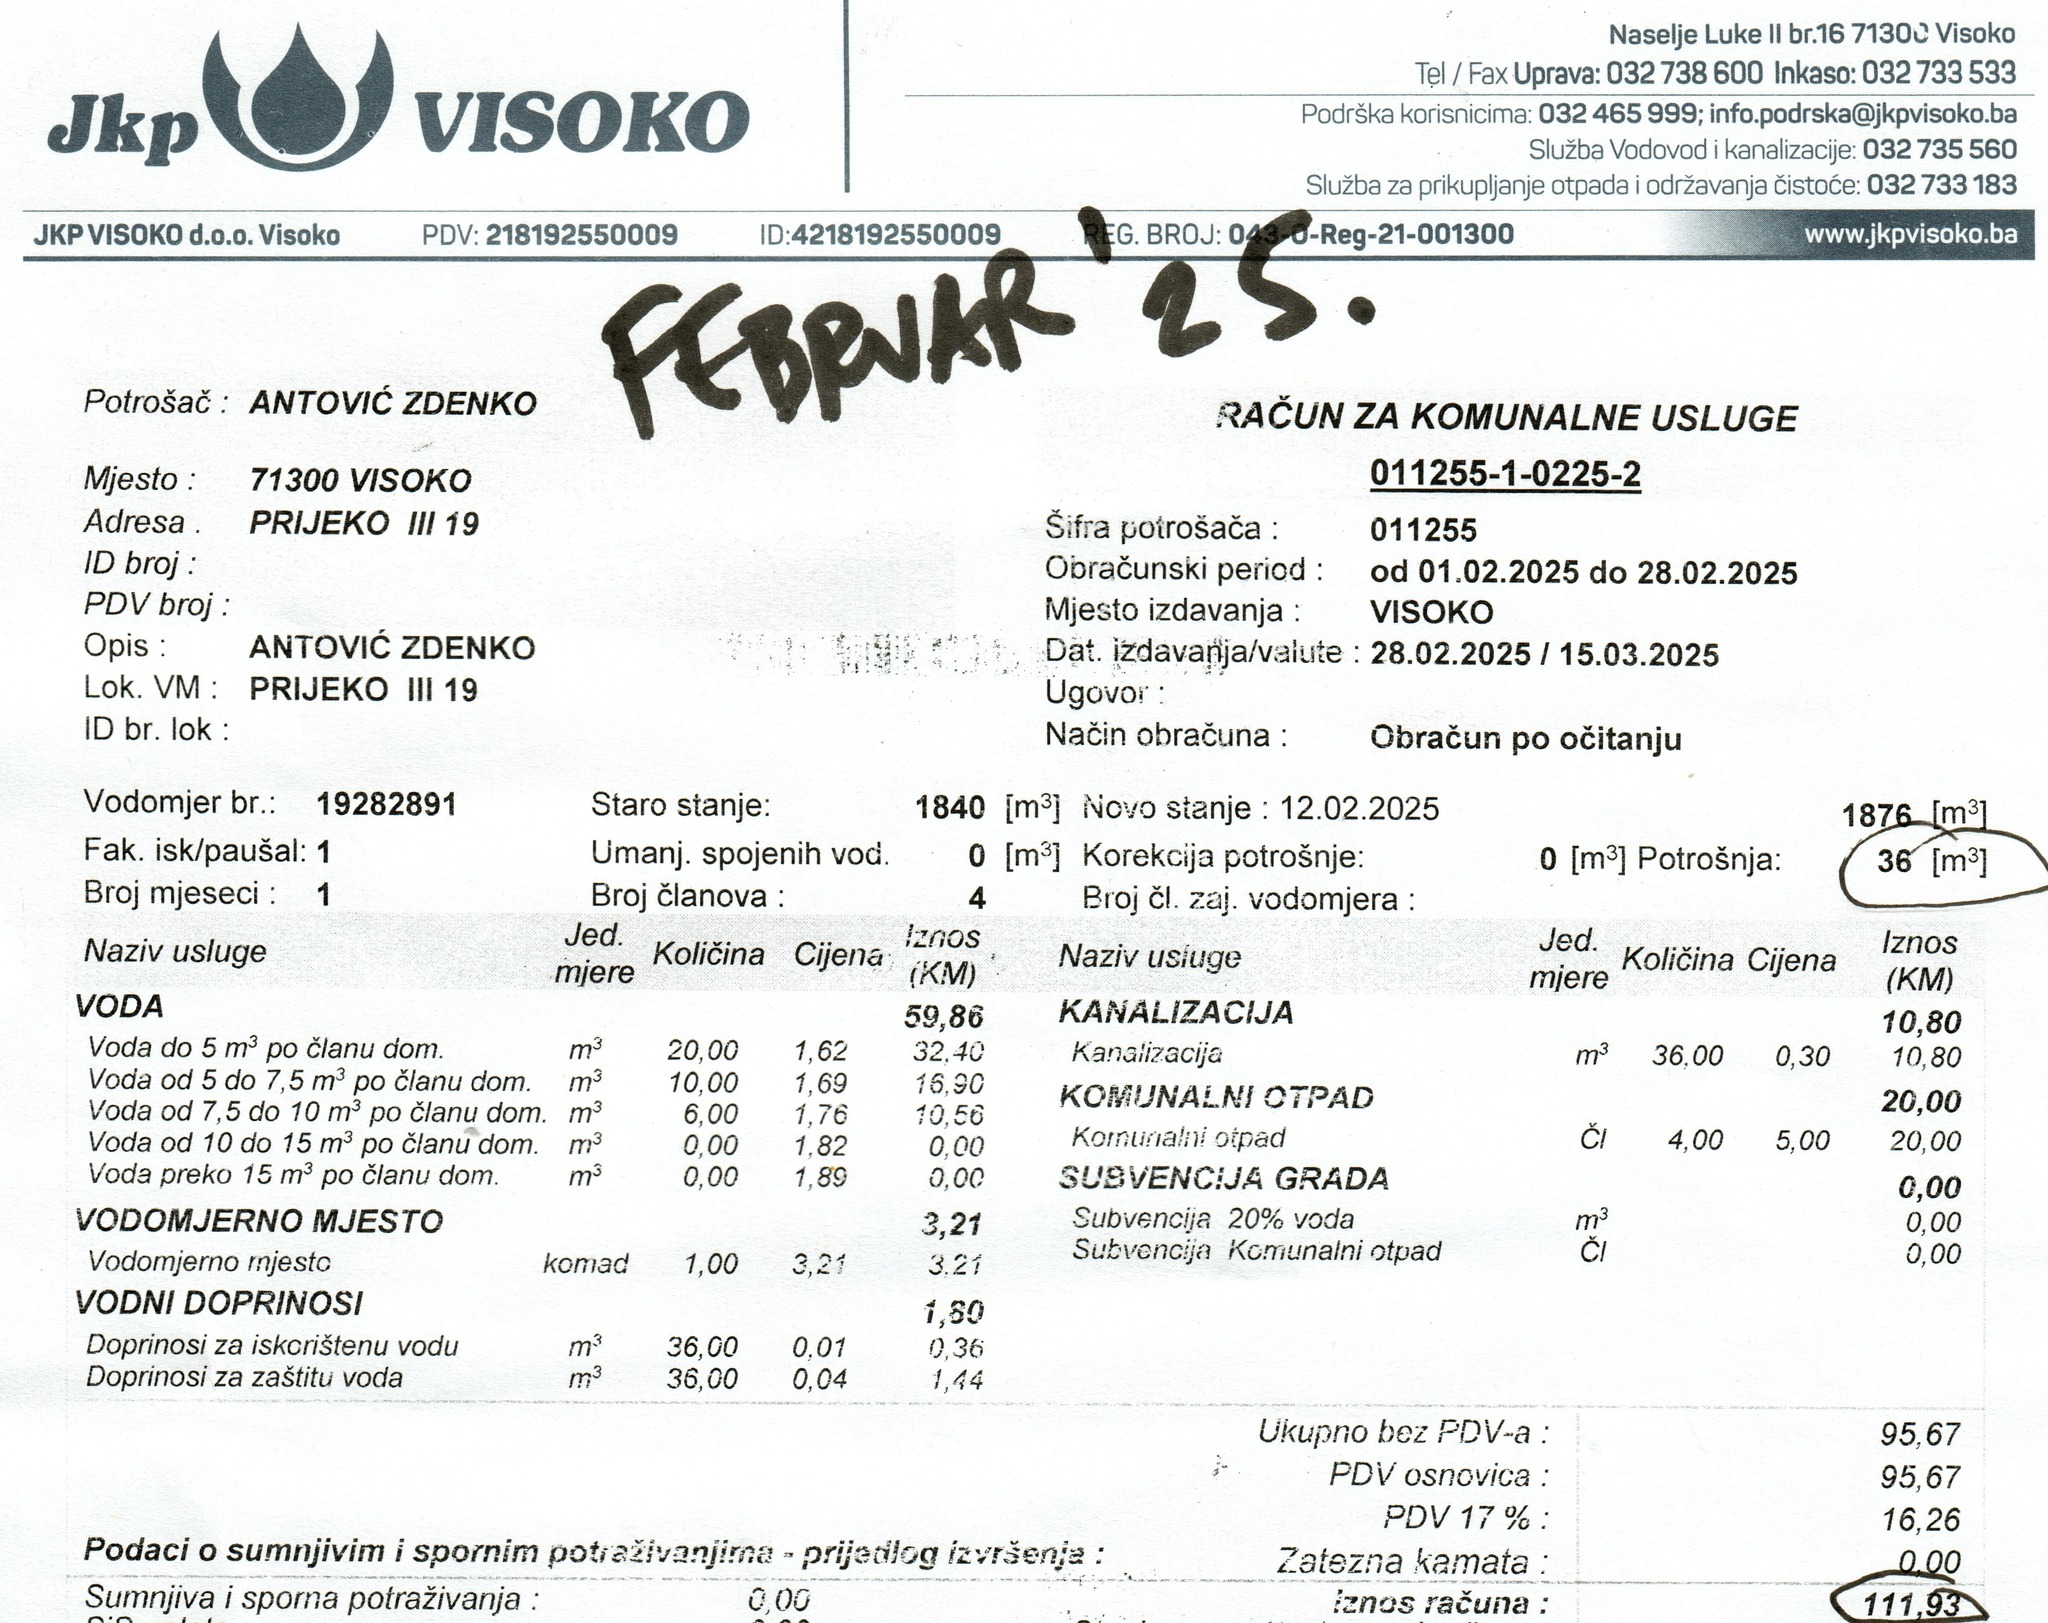 Jkp VISOKO
Naselje Luke II br.16 71300 Visoko
Tel / Fax Uprava: 032 738 600 Inkaso: 032 733 533
Podrška korisnicima: 032 465 999; info.podrska@jkpvisoko.ba
Služba Vodovod i kanalizacije: 032 735 560
Služba za prikupljanje otpada i održavanja čistoće: 032 733 183
JKP VISOKO d.o.o. Visoko PDV: 218192550009 ID:4218192550009 REG. BROJ: 043-0-Reg-21-001300 www.jkpvisoko.ba
FEBRUAR '25.
Potrošač : ANTOVIĆ ZDENKO
Mjesto : 71300 VISOKO
Adresa . PRIJEKO III 19
ID broj :
PDV broj :
Opis : ANTOVIĆ ZDENKO
Lok. VM : PRIJEKO III 19
ID br. lok :
RAČUN ZA KOMUNALNE USLUGE
011255-1-0225-2
Šifra potrošača : 011255
Obračunski period : od 01.02.2025 do 28.02.2025
Mjesto izdavanja : VISOKO
Dat. izdavanja/valute : 28.02.2025 / 15.03.2025
Ugovor :
Način obračuna : Obračun po očitanju
Vodomjer br.: 19282891 Staro stanje: 1840 [m³] Novo stanje : 12.02.2025 1876 [m³]
Fak. isk/paušal: 1 Umanj. spojenih vod. 0 [m³] Korekcija potrošnje: 0 [m³] Potrošnja: 36 [m³]
Broj mjeseci : 1 Broj članova : 4 Broj čl. zaj. vodomjera :
Naziv usluge Jed. mjere Količina Cijena Iznos (KM)
VODA 59,86
Voda do 5 m³ po članu dom. m³ 20,00 1,62 32,40
Voda od 5 do 7,5 m³ po članu dom. m³ 10,00 1,69 16,90
Voda od 7,5 do 10 m³ po članu dom. m³ 6,00 1,76 10,56
Voda od 10 do 15 m³ po članu dom. m³ 0,00 1,82 0,00
Voda preko 15 m³ po članu dom. m³ 0,00 1,89 0,00
VODOMJERNO MJESTO 3,21
Vodomjerno mjesto komad 1,00 3,21 3,21
VODNI DOPRINOSI 1,80
Doprinosi za iskorištenu vodu m³ 36,00 0,01 0,36
Doprinosi za zaštitu voda m³ 36,00 0,04 1,44
Naziv usluge Jed. mjere Količina Cijena Iznos (KM)
KANALIZACIJA 10,80
Kanalizacija m³ 36,00 0,30 10,80
KOMUNALNI OTPAD 20,00
Komunalni otpad Čl 4,00 5,00 20,00
SUBVENCIJA GRADA 0,00
Subvencija 20% voda m³ 0,00
Subvencija Komunalni otpad Čl 0,00
Ukupno bez PDV-a : 95,67
PDV osnovica : 95,67
PDV 17 % : 16,26
Podaci o sumnjivim i spornim potraživanjima - prijedlog izvršenja : Zatezna kamata : 0,00
Sumnjiva i sporna potraživanja : 0,00 Iznos računa : 111,93